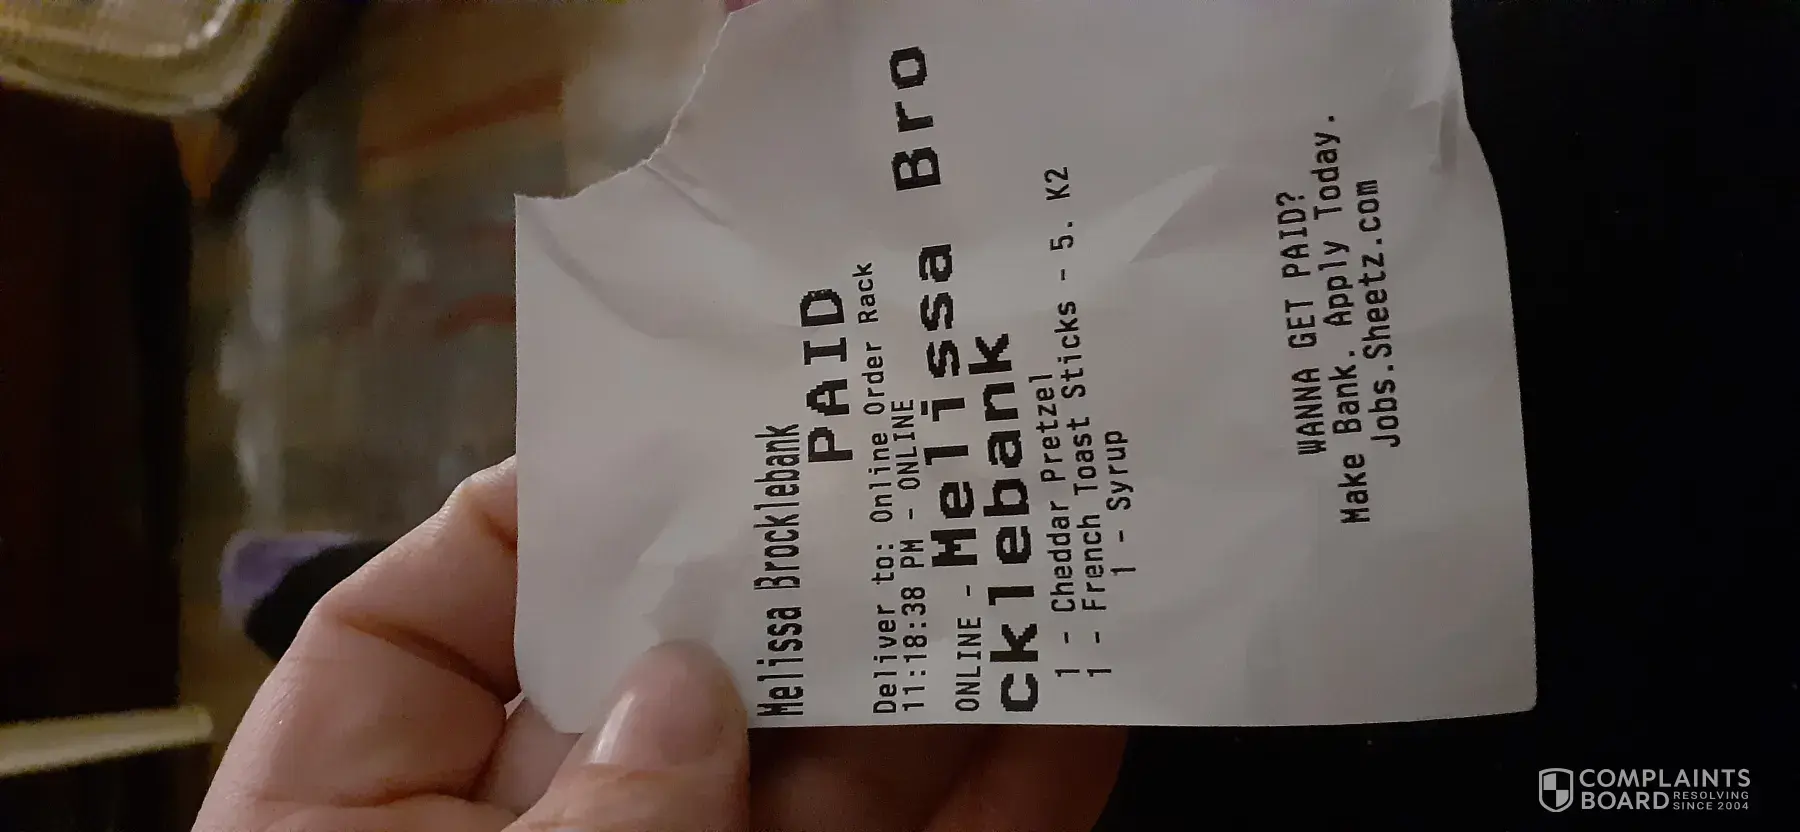 Melissa Brocklebank
PAID
Deliver to: Online Order Rack
11:18:38 PM - ONLINE
ONLINE - Melissa Bro
cklebank
1 - Cheddar Pretzel
1 - French Toast Sticks - 5. K2
1 - Syrup
WANNA GET PAID?
Make Bank. Apply Today.
Jobs.Sheetz.com
COMPLAINTS
BOARD RESOLVING
SINCE 2004